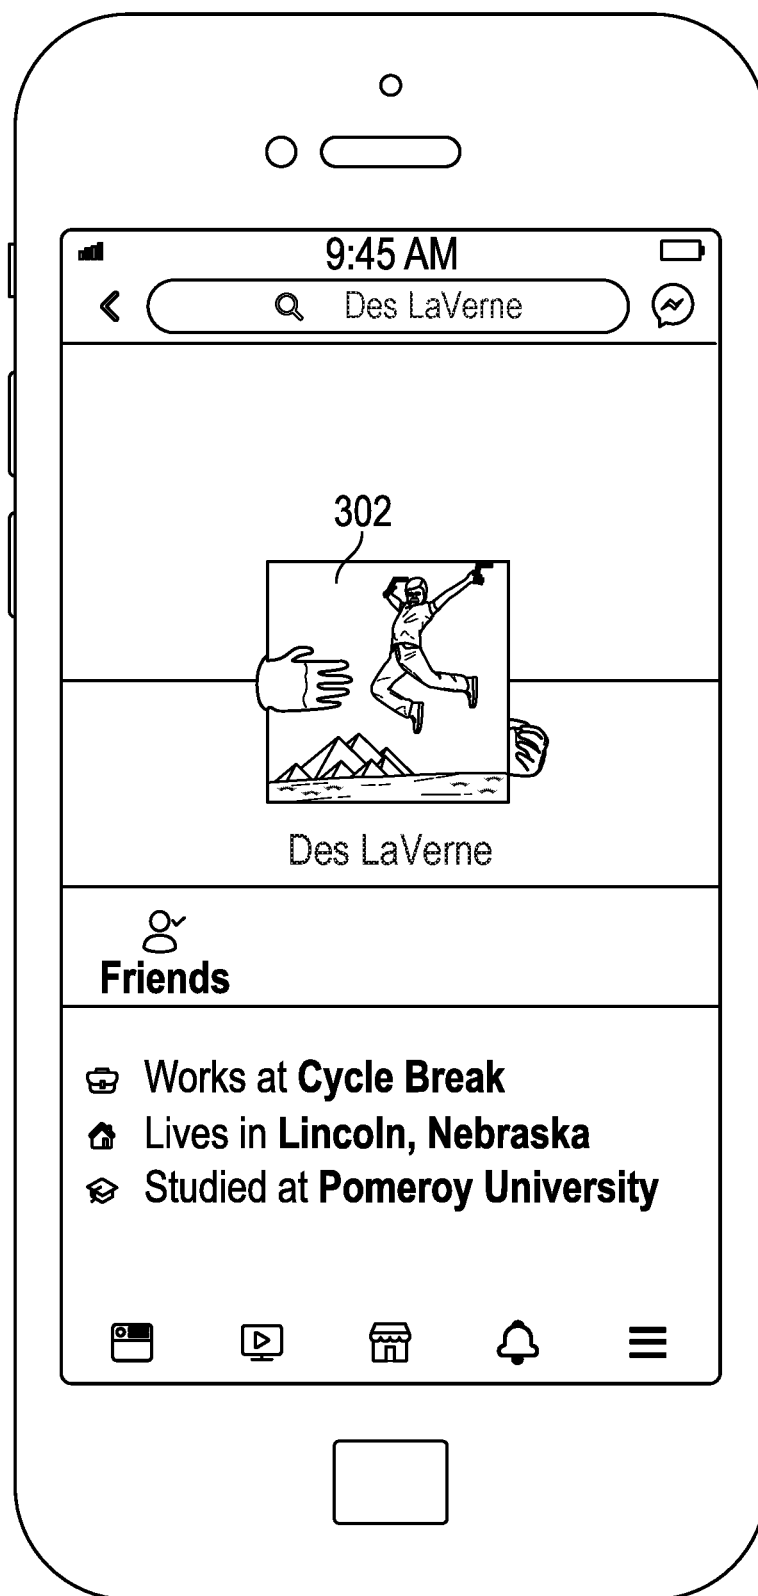 9:45 AM
Des LaVerne
302
Des LaVerne
Friends
Works at Cycle Break
Lives in Lincoln, Nebraska
Studied at Pomeroy University